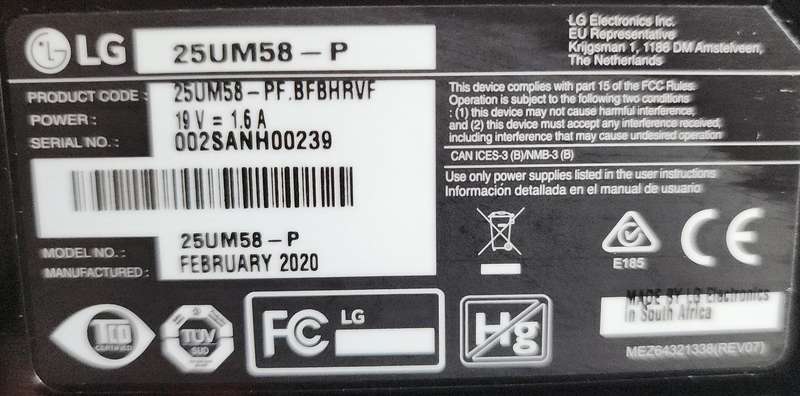 LG
25UM58 - P
LG Electronics Inc.
EU Representative
Krijgsman 1, 1186 DM Amstelveen,
The Netherlands
PRODUCT CODE : 25UM58 - PF.BFBHRVF
POWER : 19 V = 1.6 A
SERIAL NO. : 002SANH00239
This device complies with part 15 of the FCC Rules.
Operation is subject to the following two conditions
: (1) this device may not cause harmful interference,
and (2) this device must accept any interference received,
including interference that may cause undesired operation
CAN ICES-3 (B)/NMB-3 (B)
Use only power supplies listed in the user instructions
Información detallada en el manual de usuario
MODEL NO. : 25UM58 - P
MANUFACTURED : FEBRUARY 2020
E185
CE
TCO
CERTIFIED
TÜV
SUD
FC LG
Hg
MADE BY LG Electronics
in South Africa
MEZ64321338(REV07)